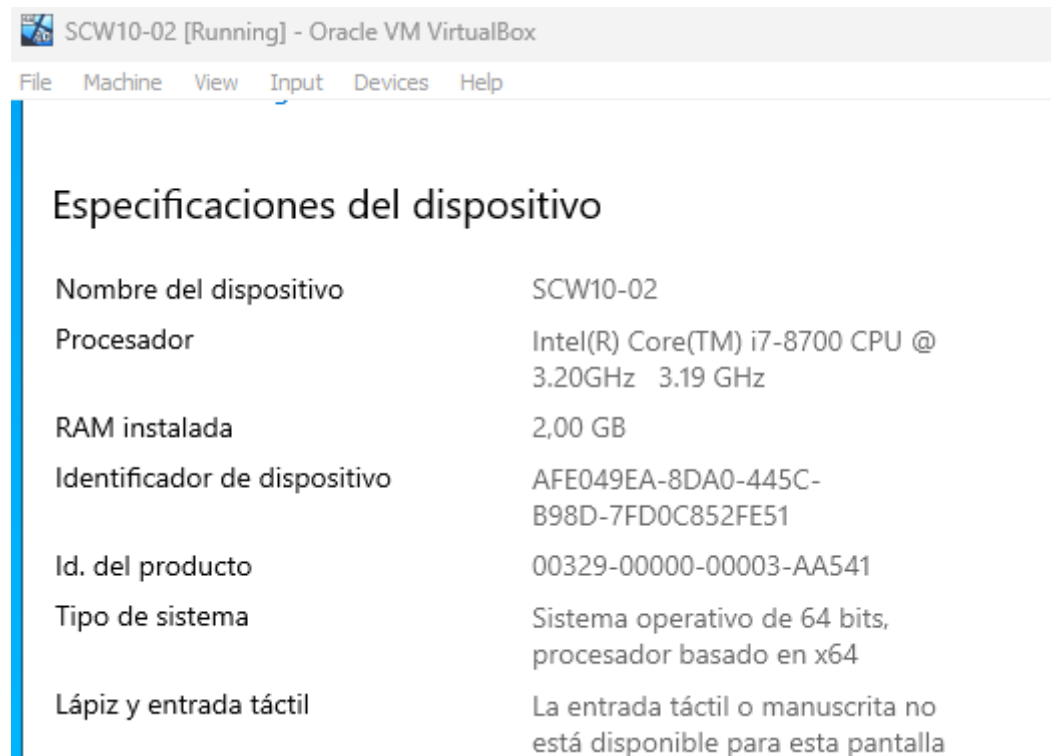 SCW10-02 [Running] - Oracle VM VirtualBox
File Machine View Input Devices Help
Especificaciones del dispositivo
Nombre del dispositivo SCW10-02
Procesador Intel(R) Core(TM) i7-8700 CPU @
3.20GHz 3.19 GHz
RAM instalada 2,00 GB
Identificador de dispositivo AFE049EA-8DA0-445C-
B98D-7FD0C852FE51
Id. del producto 00329-00000-00003-AA541
Tipo de sistema Sistema operativo de 64 bits,
procesador basado en x64
Lápiz y entrada táctil La entrada táctil o manuscrita no
está disponible para esta pantalla